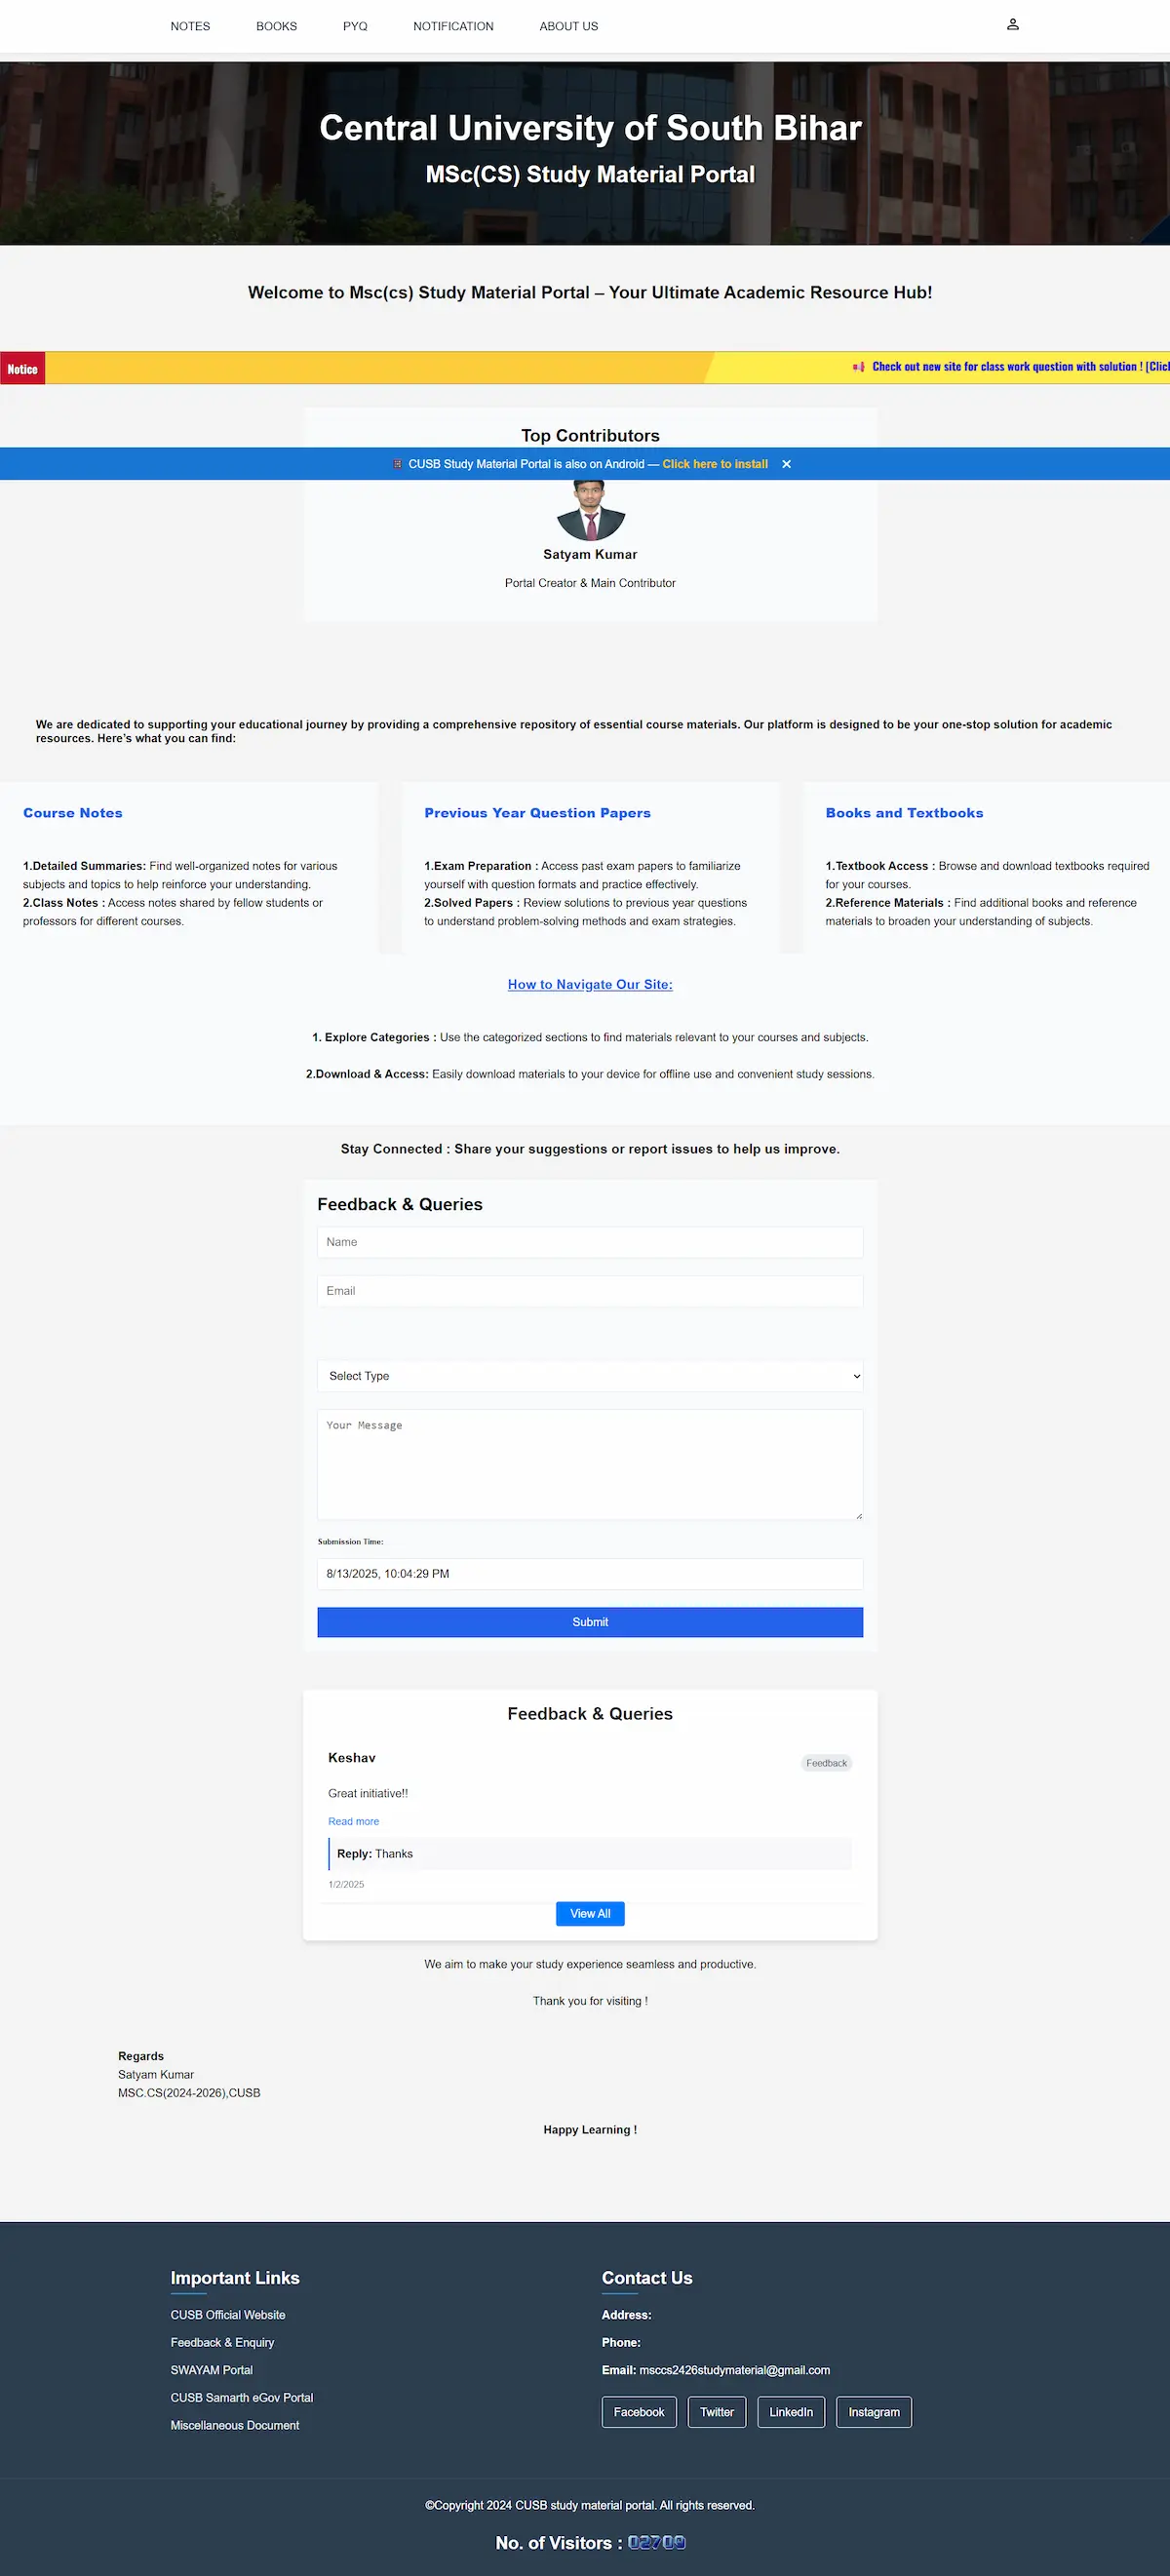 NOTES BOOKS PYQ NOTIFICATION ABOUT US
Central University of South Bihar
MSc(CS) Study Material Portal
Welcome to Msc(cs) Study Material Portal – Your Ultimate Academic Resource Hub!
Notice
Check out new site for class work question with solution ! [Clic
Top Contributors
CUSB Study Material Portal is also on Android — Click here to install ✕
Satyam Kumar
Portal Creator & Main Contributor
We are dedicated to supporting your educational journey by providing a comprehensive repository of essential course materials. Our platform is designed to be your one-stop solution for academic
resources. Here's what you can find:
Course Notes
1.Detailed Summaries: Find well-organized notes for various
subjects and topics to help reinforce your understanding.
2.Class Notes : Access notes shared by fellow students or
professors for different courses.
Previous Year Question Papers
1.Exam Preparation : Access past exam papers to familiarize
yourself with question formats and practice effectively.
2.Solved Papers : Review solutions to previous year questions
to understand problem-solving methods and exam strategies.
Books and Textbooks
1.Textbook Access : Browse and download textbooks required
for your courses.
2.Reference Materials : Find additional books and reference
materials to broaden your understanding of subjects.
How to Navigate Our Site:
1. Explore Categories : Use the categorized sections to find materials relevant to your courses and subjects.
2.Download & Access: Easily download materials to your device for offline use and convenient study sessions.
Stay Connected : Share your suggestions or report issues to help us improve.
Feedback & Queries
Name
Email
Select Type
Your Message
Submission Time:
8/13/2025, 10:04:29 PM
Submit
Feedback & Queries
Keshav
Feedback
Great initiative!!
Read more
Reply: Thanks
1/2/2025
View All
We aim to make your study experience seamless and productive.
Thank you for visiting !
Regards
Satyam Kumar
MSC.CS(2024-2026),CUSB
Happy Learning !
Important Links
CUSB Official Website
Feedback & Enquiry
SWAYAM Portal
CUSB Samarth eGov Portal
Miscellaneous Document
Contact Us
Address:
Phone:
Email: msccs2426studymaterial@gmail.com
Facebook Twitter LinkedIn Instagram
©Copyright 2024 CUSB study material portal. All rights reserved.
No. of Visitors :